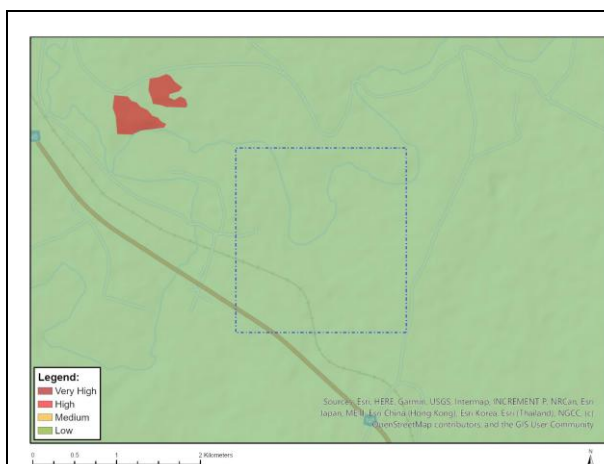 Legend:
Very High
High
Medium
Low
Sources: Esri, HERE, Garmin, USGS, Intermap, INCREMENT P, NRCan, Esri
Japan, METI, Esri China (Hong Kong), Esri Korea, Esri (Thailand), NGCC, (c)
OpenStreetMap contributors, and the GIS User Community
0 0.5 1 2 Kilometers
N